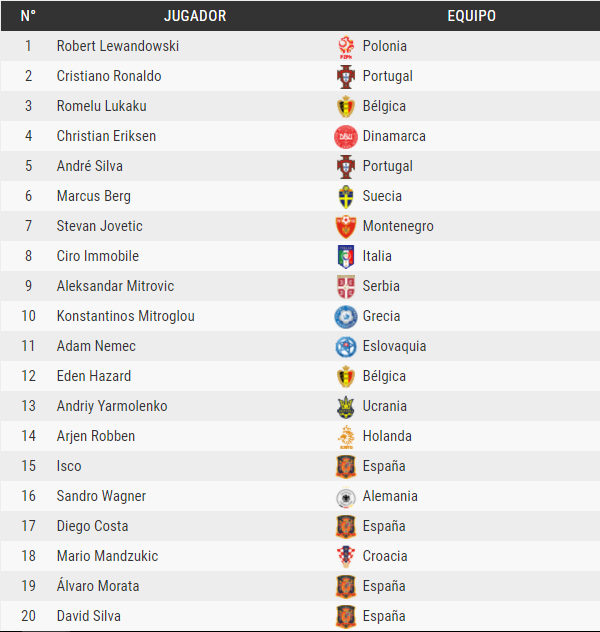 N° JUGADOR EQUIPO
1 Robert Lewandowski Polonia
2 Cristiano Ronaldo Portugal
3 Romelu Lukaku Bélgica
4 Christian Eriksen Dinamarca
5 André Silva Portugal
6 Marcus Berg Suecia
7 Stevan Jovetic Montenegro
8 Ciro Immobile Italia
9 Aleksandar Mitrovic Serbia
10 Konstantinos Mitroglou Grecia
11 Adam Nemec Eslovaquia
12 Eden Hazard Bélgica
13 Andriy Yarmolenko Ucrania
14 Arjen Robben Holanda
15 Isco España
16 Sandro Wagner Alemania
17 Diego Costa España
18 Mario Mandzukic Croacia
19 Álvaro Morata España
20 David Silva España